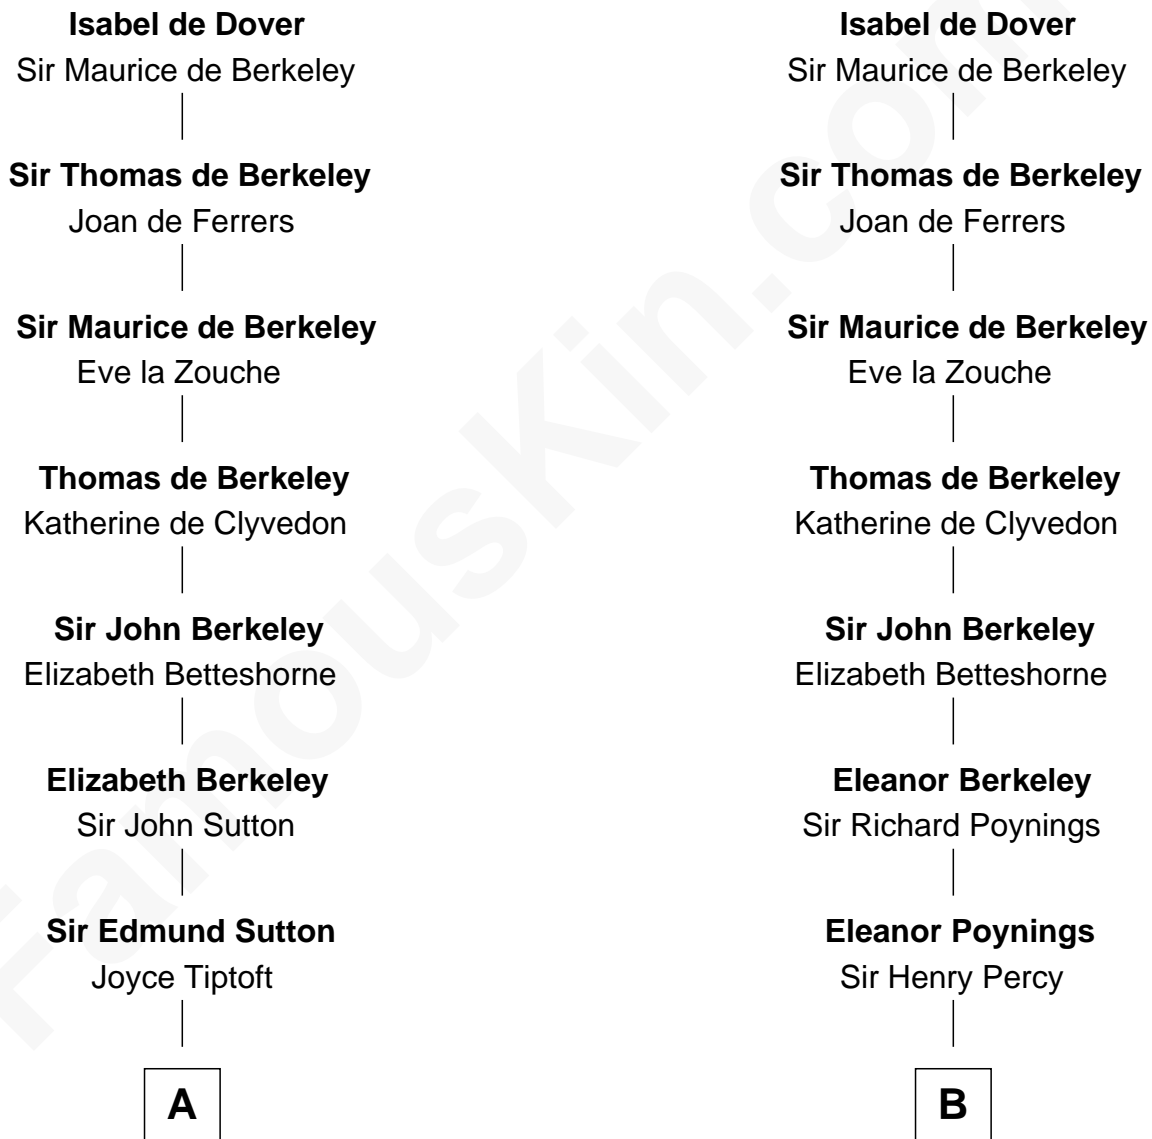 Isabel de Dover
Sir Maurice de Berkeley
Sir Thomas de Berkeley
Joan de Ferrers
Sir Maurice de Berkeley
Eve la Zouche
Thomas de Berkeley
Katherine de Clyvedon
Sir John Berkeley
Elizabeth Betteshorne
Elizabeth Berkeley
Sir John Sutton
Sir Edmund Sutton
Joyce Tiptoft
A
Isabel de Dover
Sir Maurice de Berkeley
Sir Thomas de Berkeley
Joan de Ferrers
Sir Maurice de Berkeley
Eve la Zouche
Thomas de Berkeley
Katherine de Clyvedon
Sir John Berkeley
Elizabeth Betteshorne
Eleanor Berkeley
Sir Richard Poynings
Eleanor Poynings
Sir Henry Percy
B
FamousKin.com